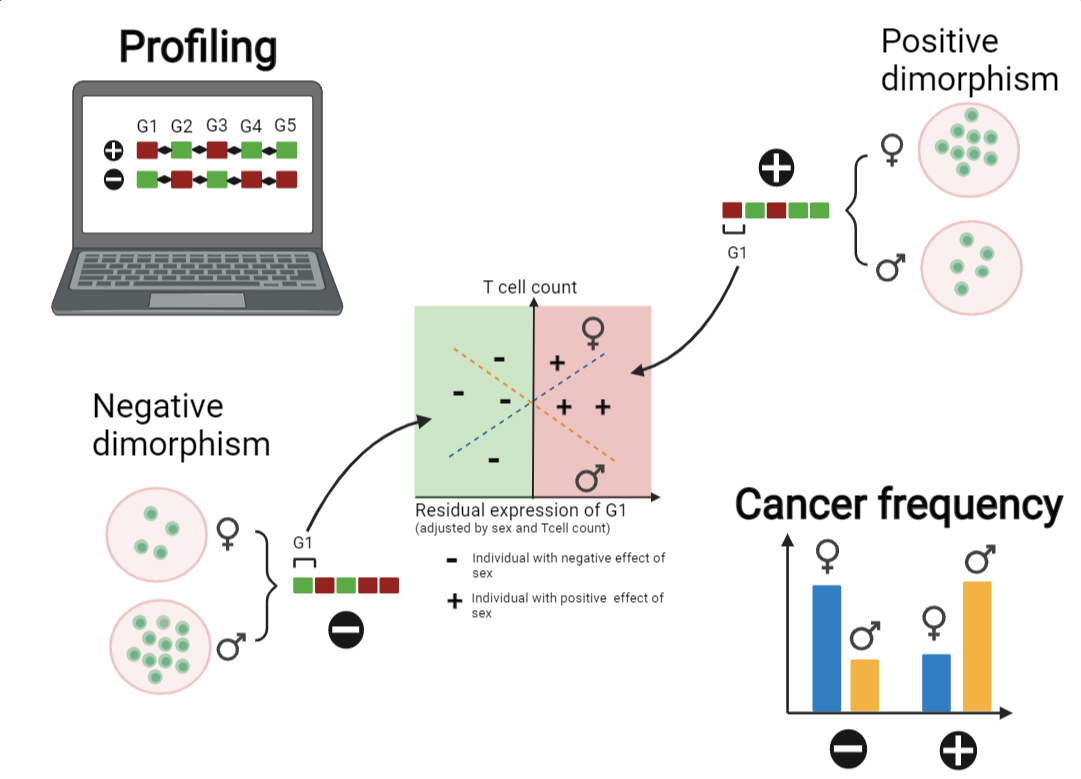 Profiling
G1 G2 G3 G4 G5
+
-
Positive
dimorphism
+
G1
T cell count
-
+
-
-
+
+
-
Residual expression of G1
(adjusted by sex and Tcell count)
- Individual with negative effect of
sex
+ Individual with positive effect of
sex
Negative
dimorphism
G1
-
Cancer frequency
- +